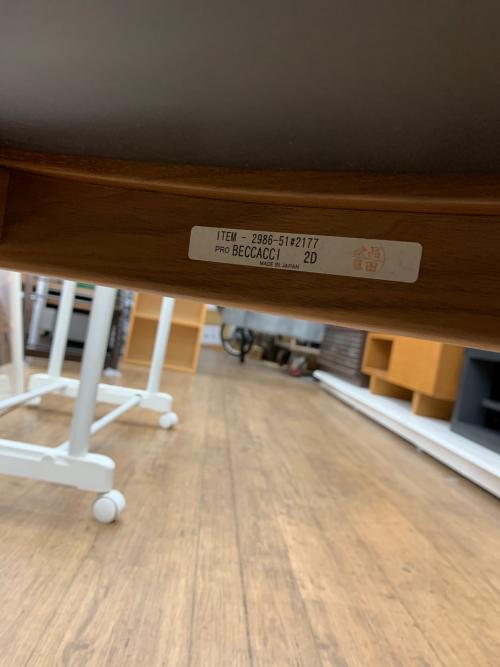 ITEM - 2986-51#2177
PRO BECCACCI 2D
MADE IN JAPAN